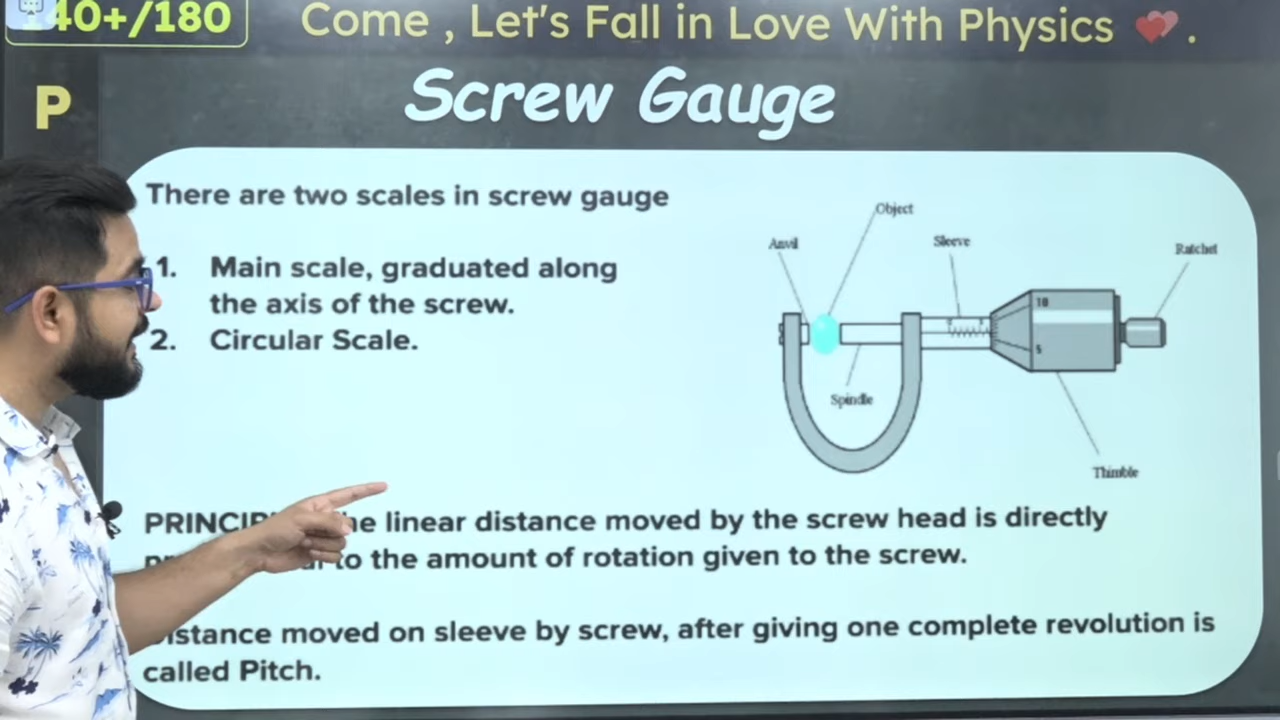 40+/180
Come , Let's Fall in Love With Physics ❤ .
P
Screw Gauge
There are two scales in screw gauge
1. Main scale, graduated along
the axis of the screw.
2. Circular Scale.
Object
Anvil
Sleeve
Ratchet
10
5
Spindle
Thimble
he linear distance moved by the screw head is directly
to the amount of rotation given to the screw.
Distance moved on sleeve by screw, after giving one complete revolution is
called Pitch.